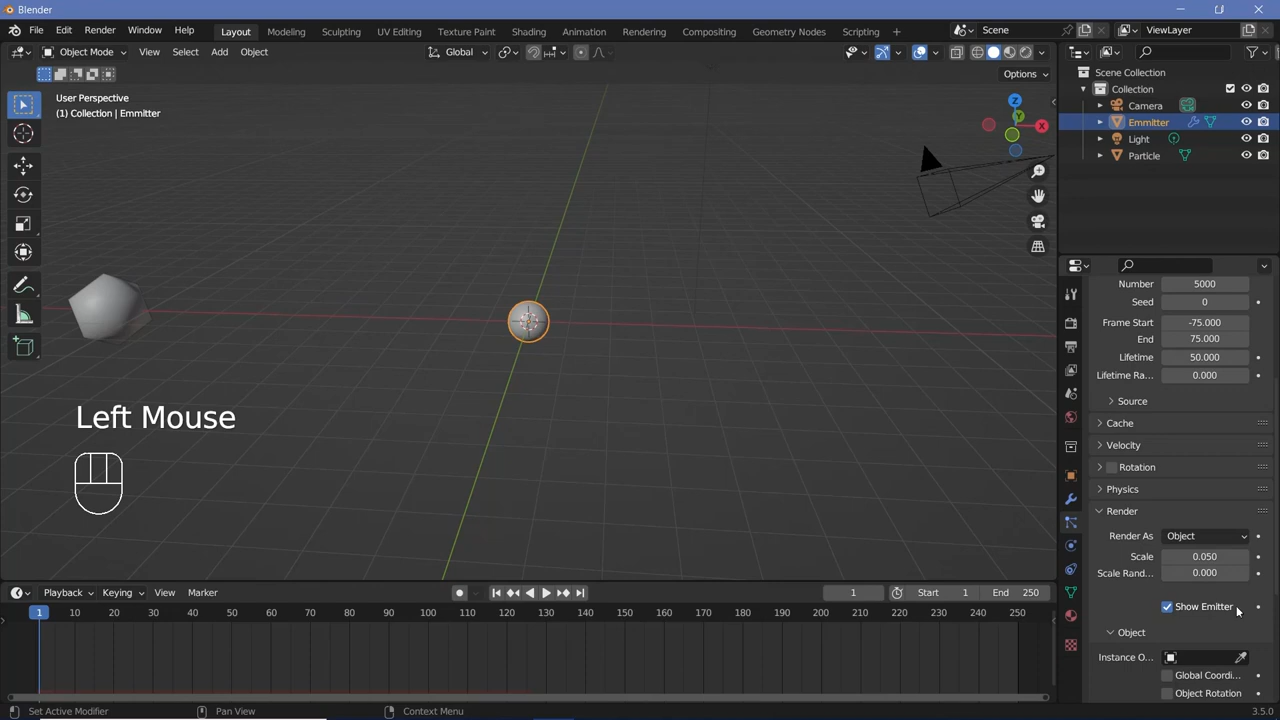 Blender
File Edit Render Window Help Layout Modeling Sculpting UV Editing Texture Paint Shading Animation Rendering Compositing Geometry Nodes Scripting + Scene ViewLayer
Object Mode View Select Add Object Global
Options
User Perspective
(1) Collection | Emmitter
Z
Y
X
Left Mouse
Scene Collection
Collection
Camera
Emmitter
Light
Particle
Number 5000
Seed 0
Frame Start -75.000
End 75.000
Lifetime 50.000
Lifetime Ra... 0.000
Source
Cache
Velocity
Rotation
Physics
Render
Render As Object
Scale 0.050
Scale Rand... 0.000
Show Emitter
Object
Instance O...
Global Coordi...
Object Rotation
Playback Keying View Marker 1 Start 1 End 250
1 10 20 30 40 50 60 70 80 90 100 110 120 130 140 150 160 170 180 190 200 210 220 230 240 250
Set Active Modifier Pan View Context Menu 3.5.0